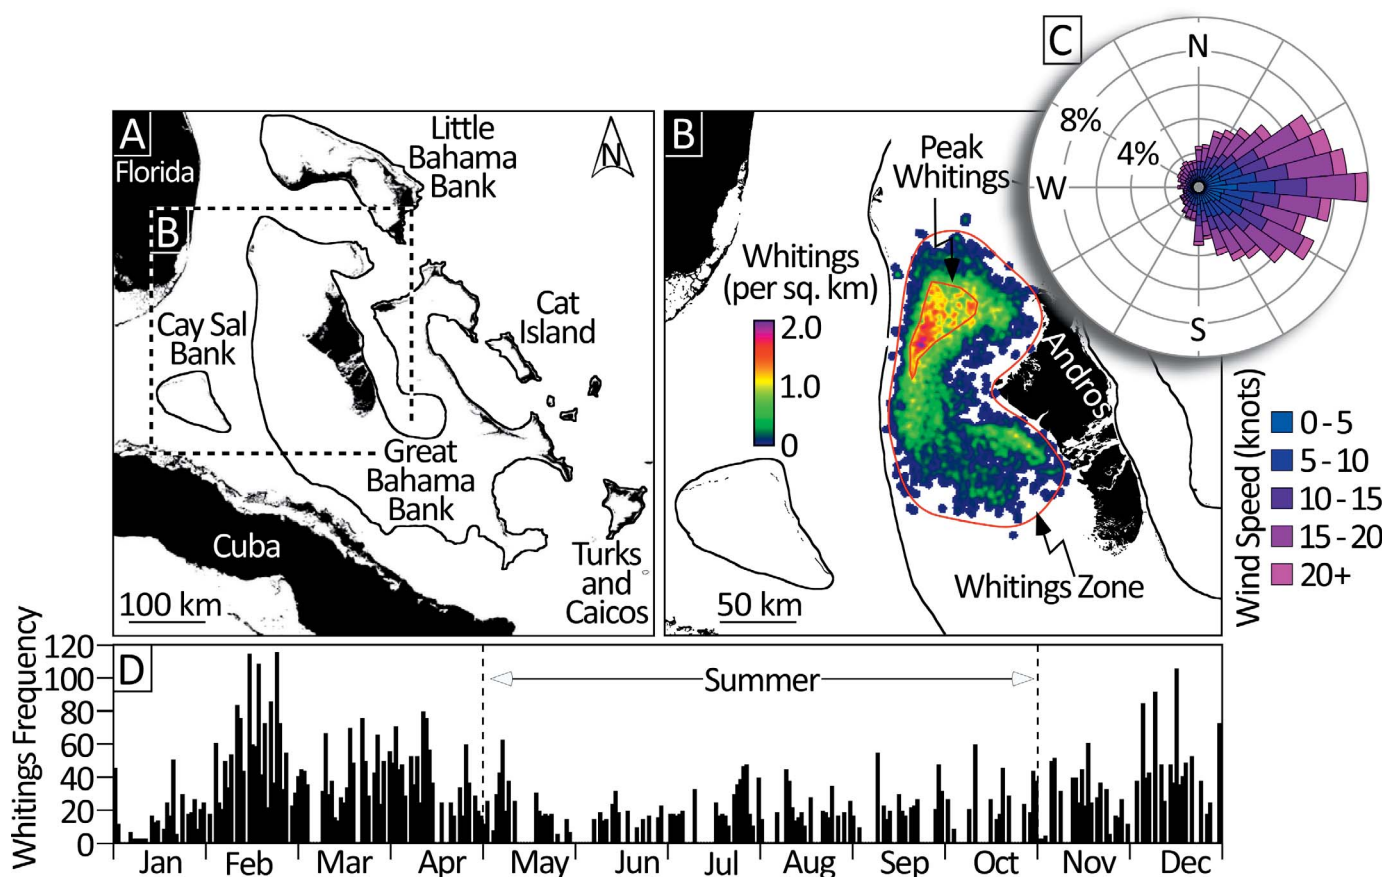 A
Florida
Little
Bahama
Bank
N
B
Cay Sal
Bank
Cat
Island
Great
Bahama
Bank
Cuba
Turks
and
Caicos
100 km
B
Peak
Whitings
Whitings
(per sq. km)
2.0
1.0
0
Andros
Whitings Zone
50 km
C
N
8%
4%
W
S
Wind Speed (knots)
0 - 5
5 - 10
10 - 15
15 - 20
20+
D
Whitings Frequency
120
100
80
60
40
20
0
Summer
Jan Feb Mar Apr May Jun Jul Aug Sep Oct Nov Dec